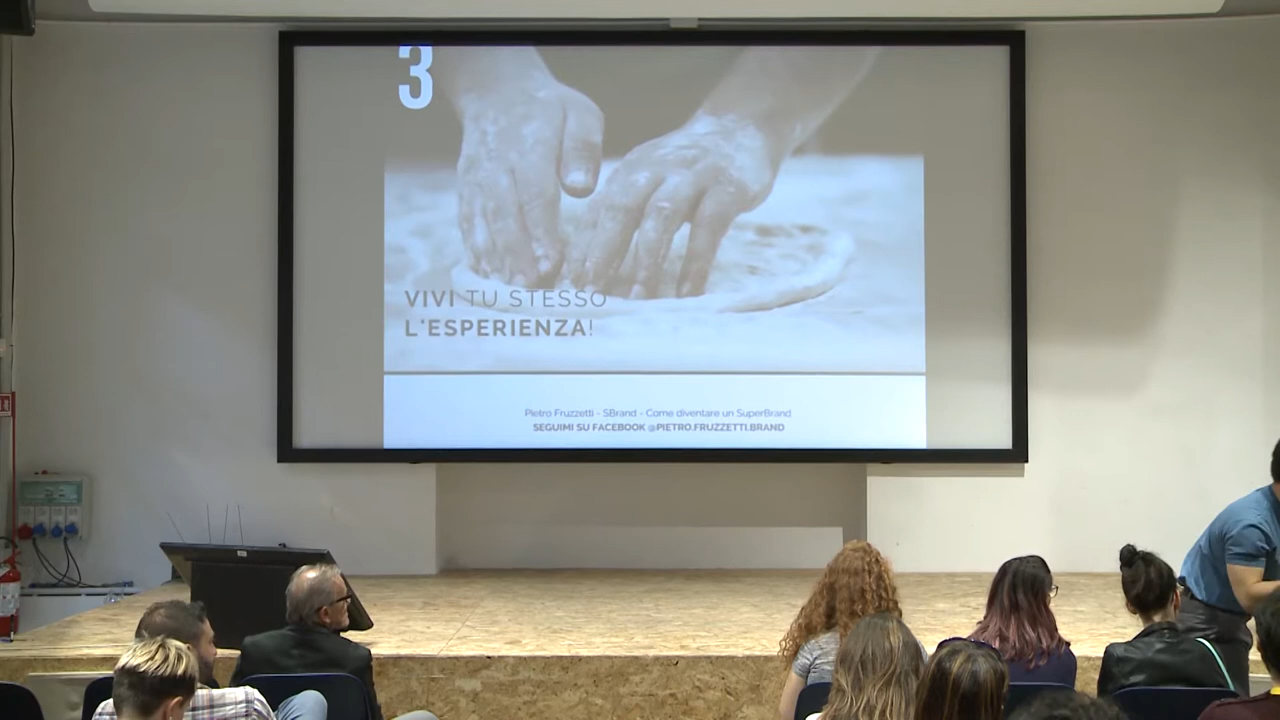 3
VIVI TU STESSO
L'ESPERIENZA!
Pietro Fruzzetti - SBrand - Come diventare un SuperBrand
SEGUIMI SU FACEBOOK @PIETRO.FRUZZETTI.BRAND